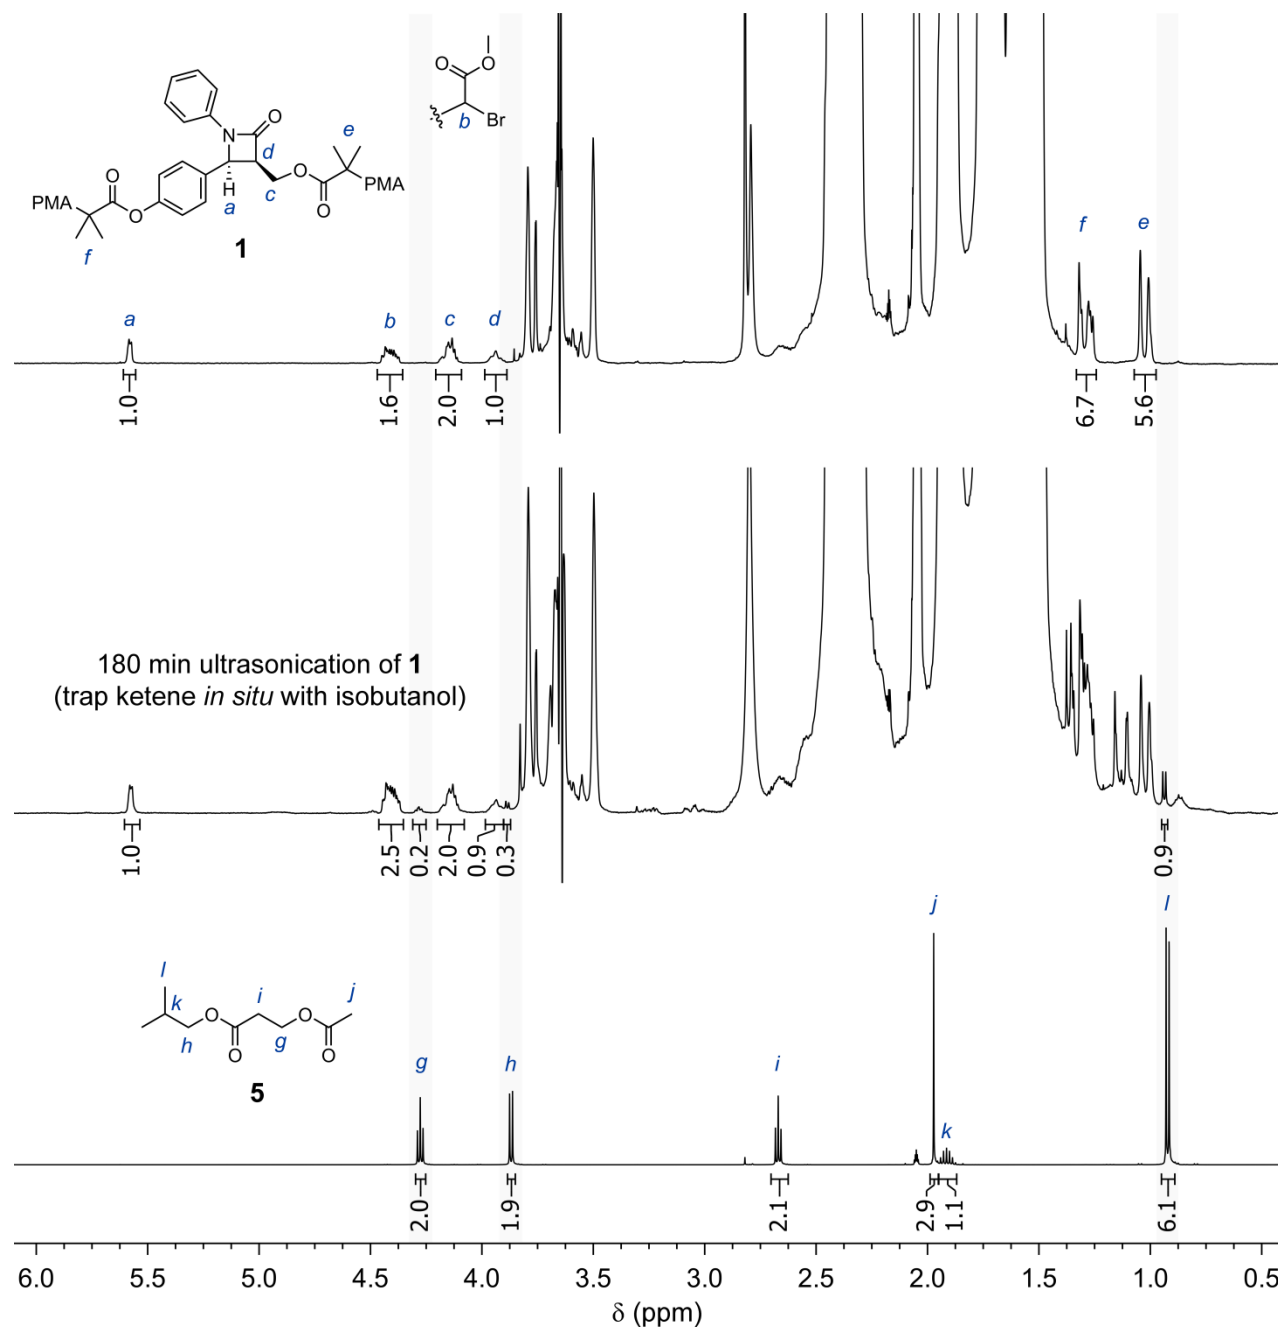 O
O
b
Br
N
O
d
H
a
c
O
O
e
PMA
PMA
O
O
f
1
a
b
c
d
f
e
1.0
1.6
2.0
1.0
6.7
5.6
180 min ultrasonication of 1
(trap ketene in situ with isobutanol)
1.0
2.5
0.2
2.0
0.9
0.3
0.9
l
k
h
O
O
i
g
O
O
j
5
g
h
i
j
k
l
2.0
1.9
2.1
2.9
1.1
6.1
6.0 5.5 5.0 4.5 4.0 3.5 3.0 2.5 2.0 1.5 1.0 0.5
δ (ppm)